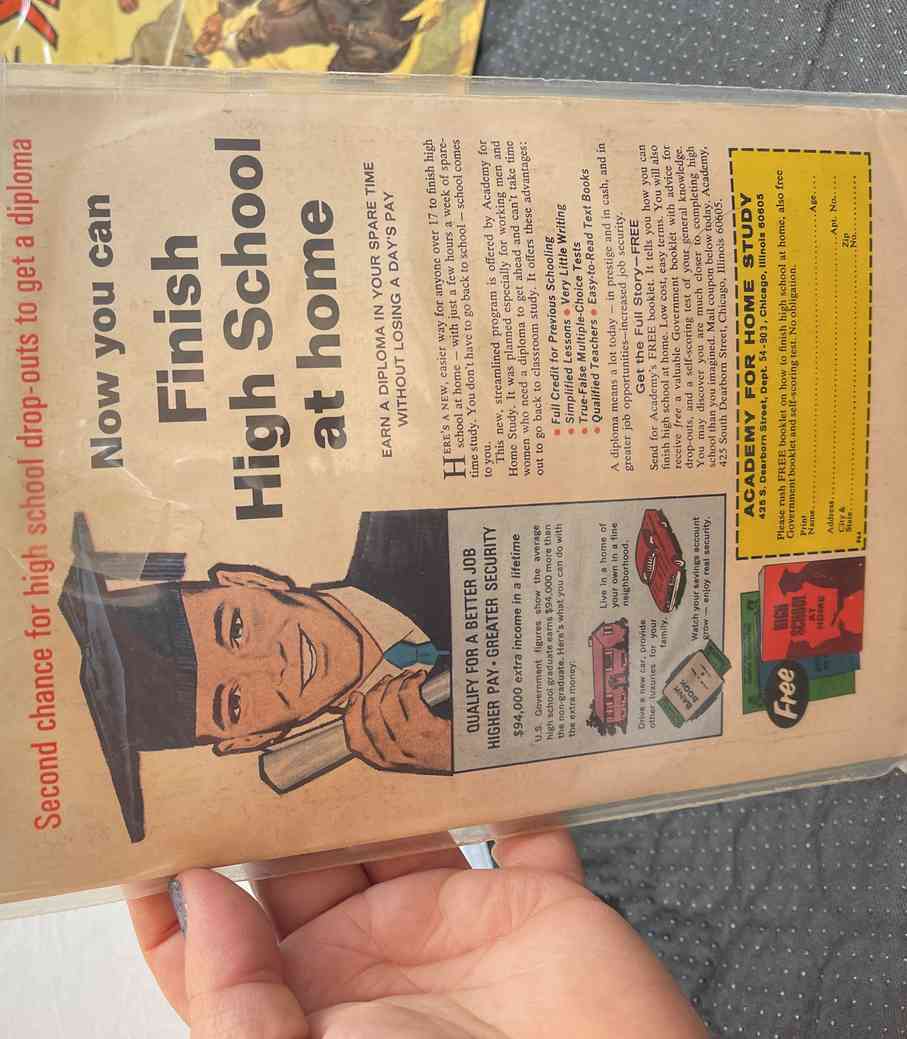 Second chance for high school drop-outs to get a diploma
Now you can
Finish
High School
at home
EARN A DIPLOMA IN YOUR SPARE TIME
WITHOUT LOSING A DAY'S PAY
HERE'S A NEW, easier way for anyone over 17 to finish high
school at home — with just a few hours a week of spare-
time study. You don't have to go back to school — school comes
to you.
This new, streamlined program is offered by Academy for
Home Study. It was planned especially for working men and
women who need a diploma to get ahead and can't take time
out to go back to classroom study. It offers these advantages:
• Full Credit for Previous Schooling
• Simplified Lessons • Very Little Writing
• True-False Multiple-Choice Tests
• Qualified Teachers • Easy-to-Read Text Books
A diploma means a lot today — in prestige and in cash, and in
greater job opportunities—increased job security.
Get the Full Story—FREE
Send for Academy's FREE booklet. It tells you how you can
finish high school at home. Low cost, easy terms. You will also
receive free a valuable Government booklet with advice for
drop-outs, and a self-scoring test of your general knowledge.
You may discover you are much closer to completing high
school than you imagined. Mail coupon below today. Academy,
425 South Dearborn Street, Chicago, Illinois 60605.
QUALIFY FOR A BETTER JOB
HIGHER PAY • GREATER SECURITY
$94,000 extra income in a lifetime
U.S. Government figures show the average
high school graduate earns $94,000 more than
the non-graduate. Here's what you can do with
the extra money.
Live in a home of
your own in a fine
neighborhood.
Drive a new car, provide
other luxuries for your
family.
Watch your savings account
grow — enjoy real security.
BANK
BOOK
Free
HIGH
SCHOOL
AT
HOME
ACADEMY FOR HOME STUDY
425 S. Dearborn Street, Dept. 54-903, Chicago, Illinois 60605
Please rush FREE booklet on how to finish high school at home, also free
Government booklet and self-scoring test. No obligation.
Print
Name Age
Address Apt. No.
City & Zip
State No.